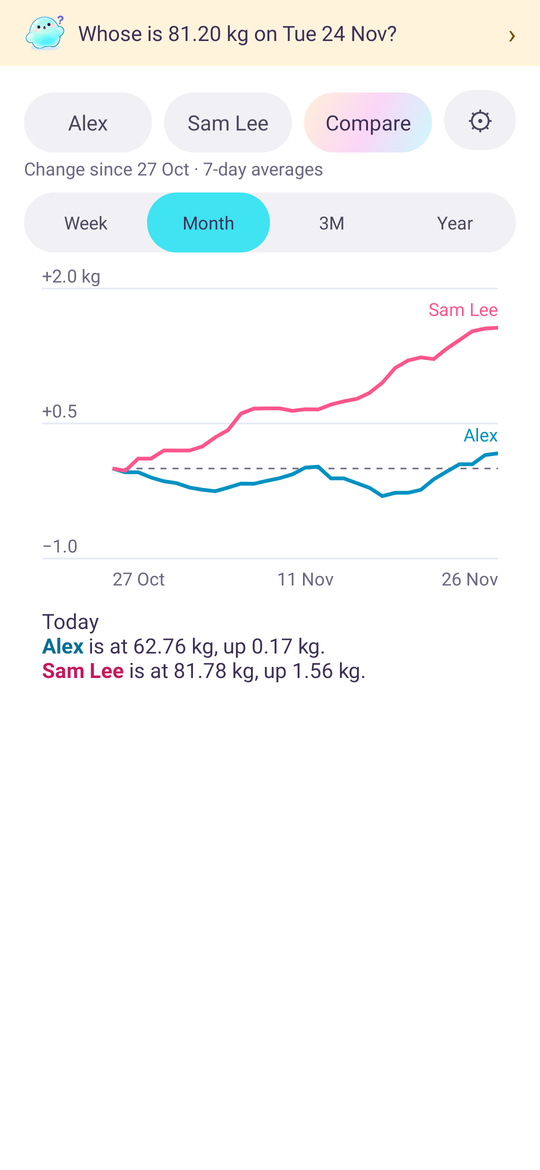 Whose is 81.20 kg on Tue 24 Nov? ›
Alex
Sam Lee
Compare
Change since 27 Oct · 7-day averages
Week
Month
3M
Year
+2.0 kg
Sam Lee
+0.5
Alex
−1.0
27 Oct
11 Nov
26 Nov
Today
Alex is at 62.76 kg, up 0.17 kg.
Sam Lee is at 81.78 kg, up 1.56 kg.